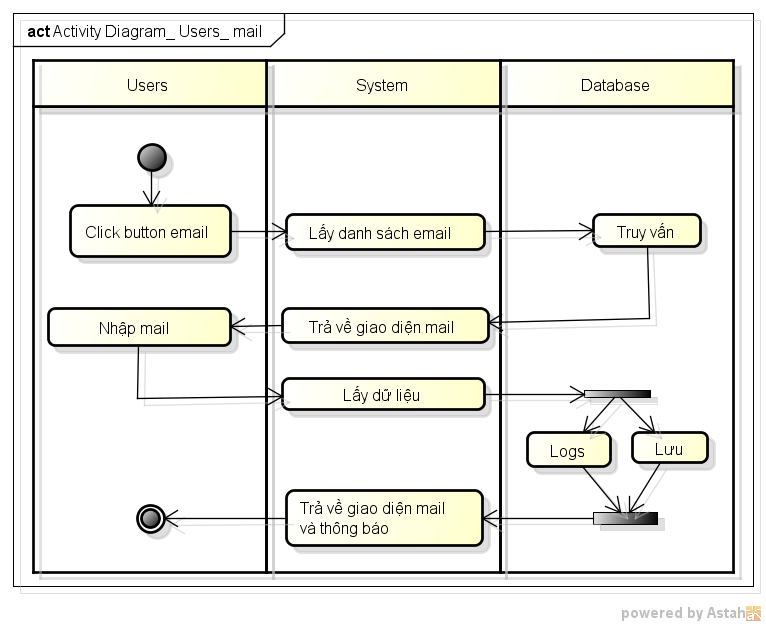 act Activity Diagram_ Users_ mail
Users
System
Database
Click button email
Lấy danh sách email
Truy vấn
Nhập mail
Trả về giao diện mail
Lấy dữ liệu
Logs
Lưu
Trả về giao diện mail
và thông báo
powered by Astah